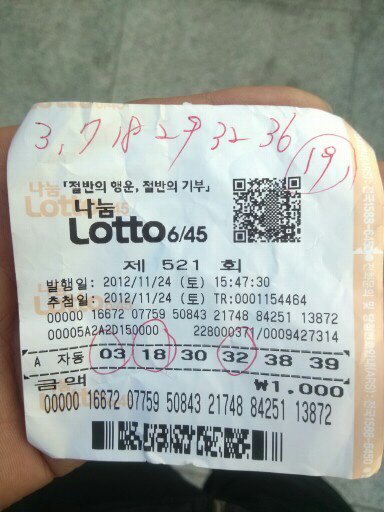 3, 7 18 29 32 36 (19)
나눔 「절반의 행운, 절반의 기부」
나눔
Lotto 6/45
제 521 회
발행일: 2012/11/24 (토) 15:47:30
추첨일: 2012/11/24 (토) TR:0001154464
00000 16672 07759 50843 21748 84251 13872
00005A2A2D150000 228000371/0009427314
A 자동 03 18 30 32 38 39
금액 ₩1,000
00000 16672 07759 50843 21748 84251 13872